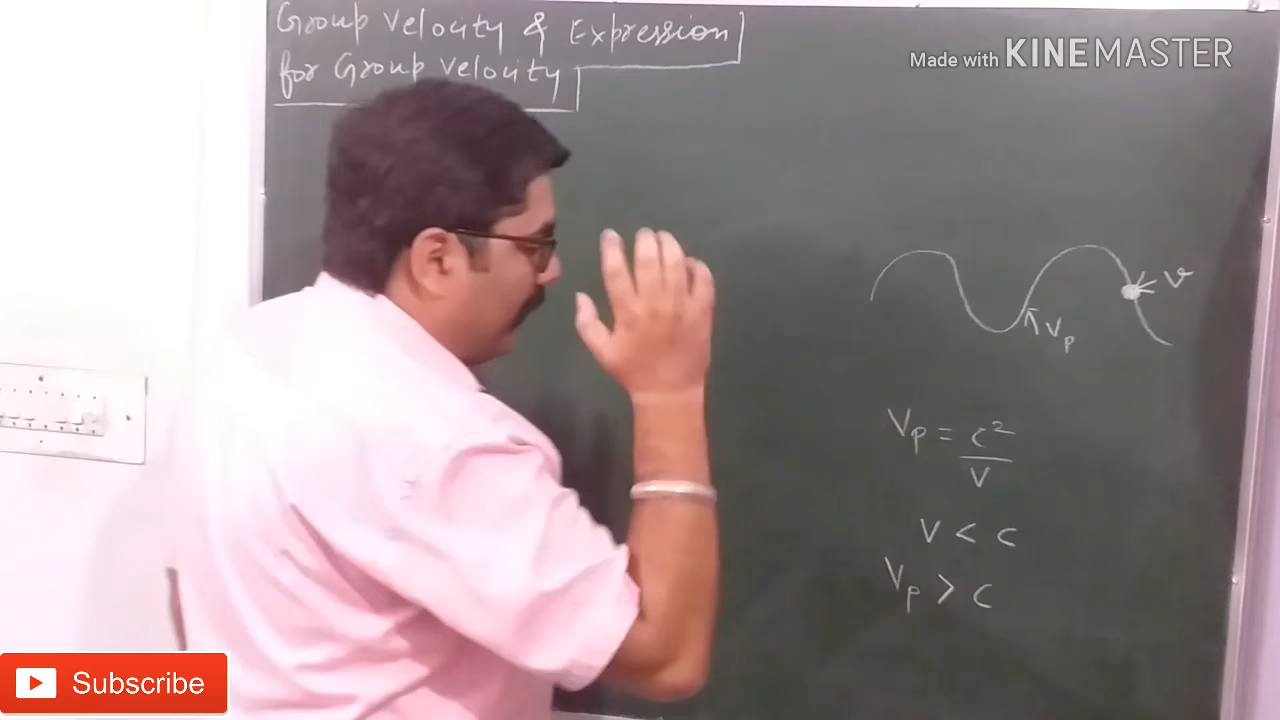 Group Velocity & Expression
for Group Velocity
Made with KINEMASTER
v
Vp
Vp = c²
V
V < c
Vp > c
Subscribe